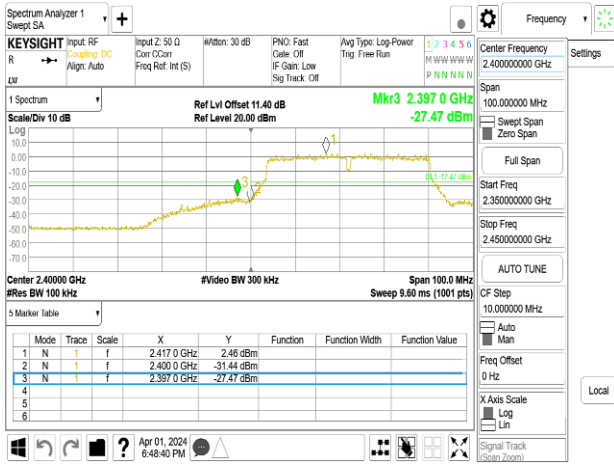 Spectrum Analyzer 1
Swept SA
+
Frequency
Settings
KEYSIGHT
R
Input: RF
Coupling: DC
Align: Auto
Input Z: 50 Ω
Corr CCorr
Freq Ref: Int (S)
#Atten: 30 dB
PNO: Fast
Gate: Off
IF Gain: Low
Sig Track: Off
Avg Type: Log-Power
Trig: Free Run
1 2 3 4 5 6
M W W W W W
P N N N N N
1 Spectrum
Scale/Div 10 dB
Ref Lvl Offset 11.40 dB
Ref Level 20.00 dBm
Mkr3 2.397 0 GHz
-27.47 dBm
Log
10.0
0.00
-10.0
-20.0
-30.0
-40.0
-50.0
-60.0
-70.0
1
2
3
DL1 -17.47 dBm
Center 2.40000 GHz
#Res BW 100 kHz
#Video BW 300 kHz
Span 100.0 MHz
Sweep 9.60 ms (1001 pts)
5 Marker Table
Mode Trace Scale X Y Function Function Width Function Value
1 N 1 f 2.417 0 GHz 2.46 dBm
2 N 1 f 2.400 0 GHz -31.44 dBm
3 N 1 f 2.397 0 GHz -27.47 dBm
4
5
6
Center Frequency
2.400000000 GHz
Span
100.000000 MHz
Swept Span
Zero Span
Full Span
Start Freq
2.350000000 GHz
Stop Freq
2.450000000 GHz
AUTO TUNE
CF Step
10.000000 MHz
Auto
Man
Freq Offset
0 Hz
X Axis Scale
Log
Lin
Signal Track
(Span Zoom)
Local
?
Apr 01, 2024
6:48:40 PM